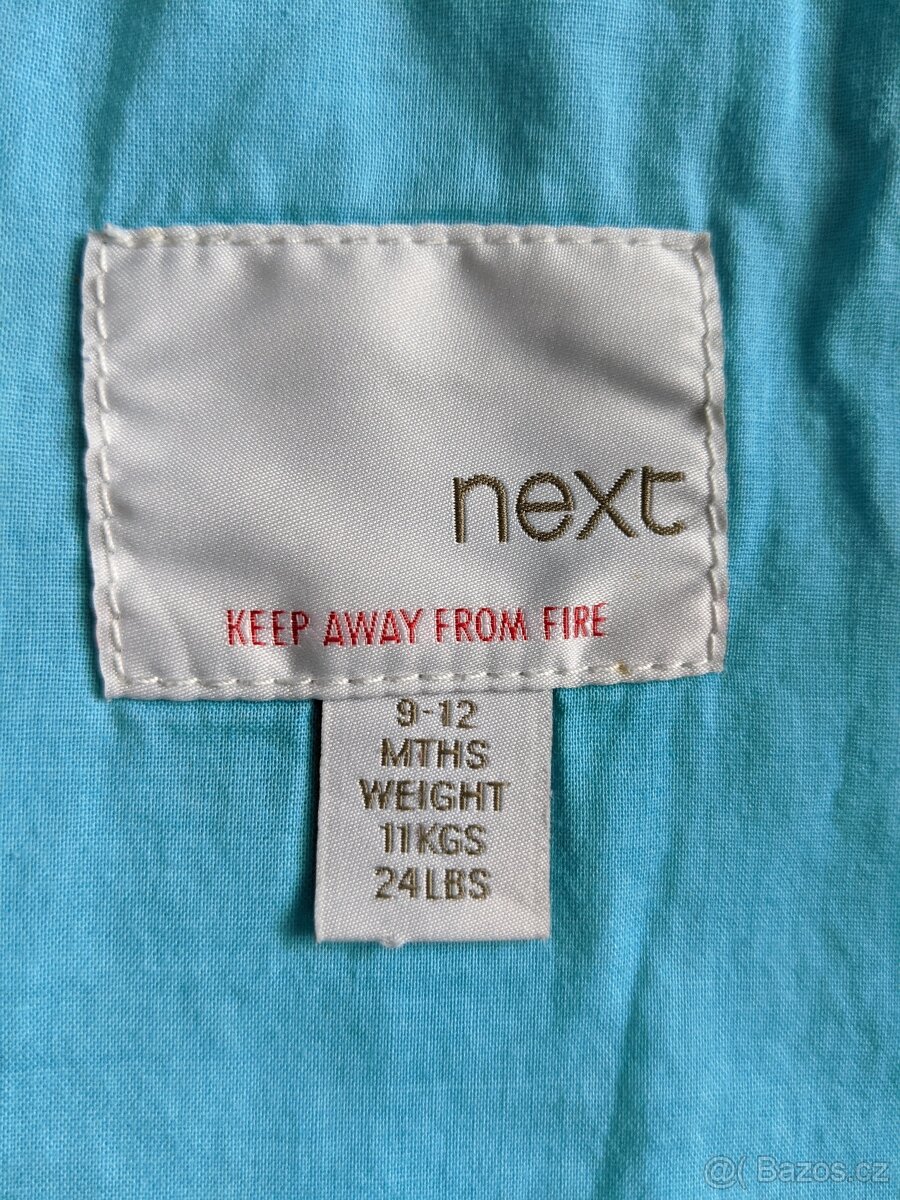 next
KEEP AWAY FROM FIRE
9-12
MTHS
WEIGHT
11KGS
24LBS
@( Bazos.cz